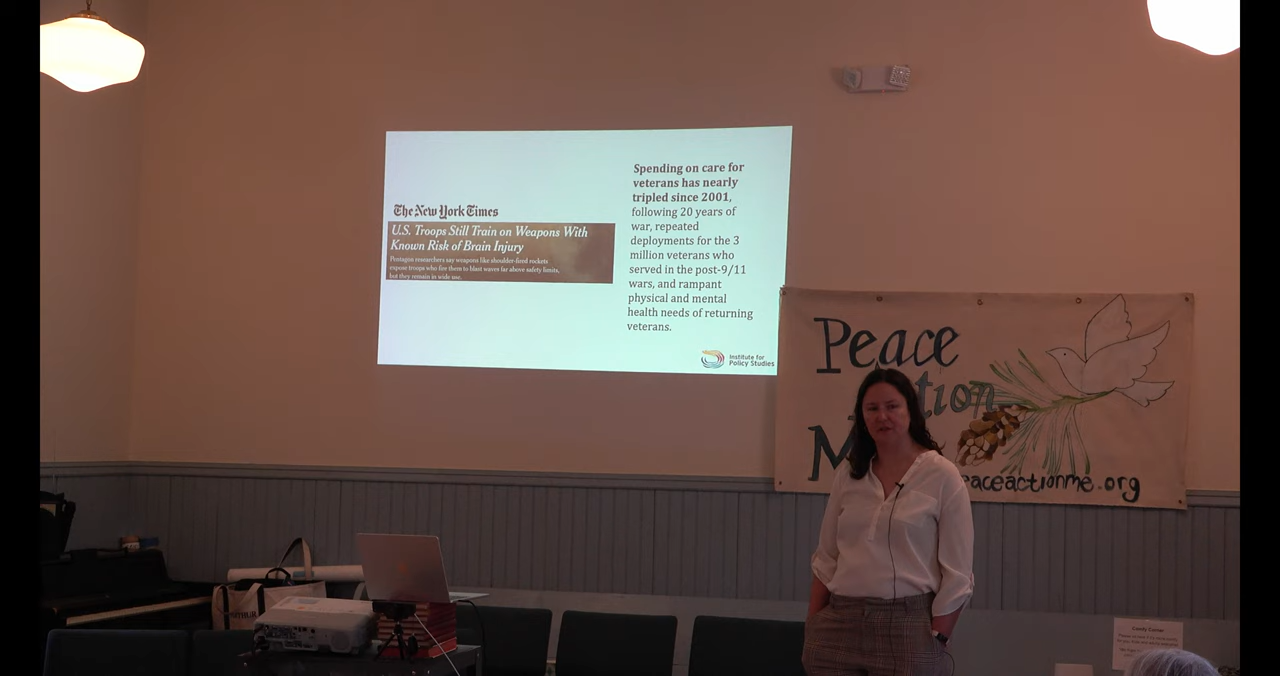 The New York Times
U.S. Troops Still Train on Weapons With
Known Risk of Brain Injury
Pentagon researchers say weapons like shoulder-fired rockets
expose troops who fire them to blast waves far above safety limits,
but they remain in wide use.
Spending on care for
veterans has nearly
tripled since 2001,
following 20 years of
war, repeated
deployments for the 3
million veterans who
served in the post-9/11
wars, and rampant
physical and mental
health needs of returning
veterans.
Institute for
Policy Studies
Peace
tion
M
eaceactionme.org
Comfy Corner